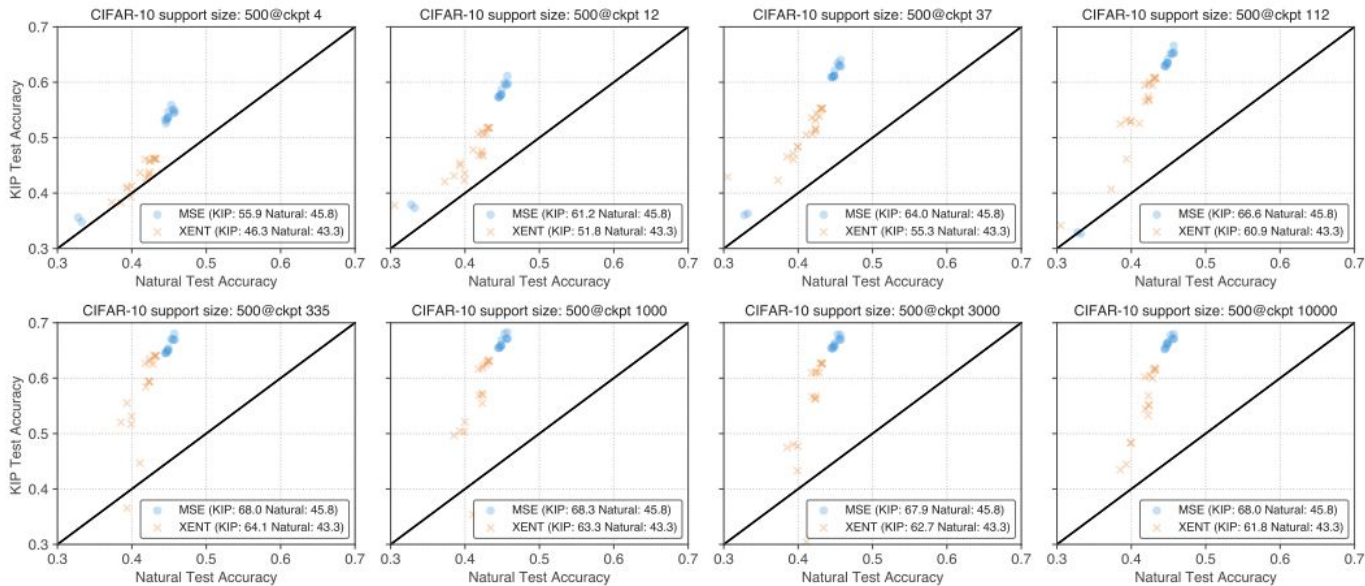 CIFAR-10 support size: 500@ckpt 4
KIP Test Accuracy
0.7
0.6
0.5
0.4
0.3
MSE (KIP: 55.9 Natural: 45.8)
XENT (KIP: 46.3 Natural: 43.3)
0.3 0.4 0.5 0.6 0.7
Natural Test Accuracy
CIFAR-10 support size: 500@ckpt 12
MSE (KIP: 61.2 Natural: 45.8)
XENT (KIP: 51.8 Natural: 43.3)
0.3 0.4 0.5 0.6 0.7
Natural Test Accuracy
CIFAR-10 support size: 500@ckpt 37
MSE (KIP: 64.0 Natural: 45.8)
XENT (KIP: 55.3 Natural: 43.3)
0.3 0.4 0.5 0.6 0.7
Natural Test Accuracy
CIFAR-10 support size: 500@ckpt 112
MSE (KIP: 66.6 Natural: 45.8)
XENT (KIP: 60.9 Natural: 43.3)
0.3 0.4 0.5 0.6 0.7
Natural Test Accuracy
CIFAR-10 support size: 500@ckpt 335
KIP Test Accuracy
0.7
0.6
0.5
0.4
0.3
MSE (KIP: 68.0 Natural: 45.8)
XENT (KIP: 64.1 Natural: 43.3)
0.3 0.4 0.5 0.6 0.7
Natural Test Accuracy
CIFAR-10 support size: 500@ckpt 1000
MSE (KIP: 68.3 Natural: 45.8)
XENT (KIP: 63.3 Natural: 43.3)
0.3 0.4 0.5 0.6 0.7
Natural Test Accuracy
CIFAR-10 support size: 500@ckpt 3000
MSE (KIP: 67.9 Natural: 45.8)
XENT (KIP: 62.7 Natural: 43.3)
0.3 0.4 0.5 0.6 0.7
Natural Test Accuracy
CIFAR-10 support size: 500@ckpt 10000
MSE (KIP: 68.0 Natural: 45.8)
XENT (KIP: 61.8 Natural: 43.3)
0.3 0.4 0.5 0.6 0.7
Natural Test Accuracy